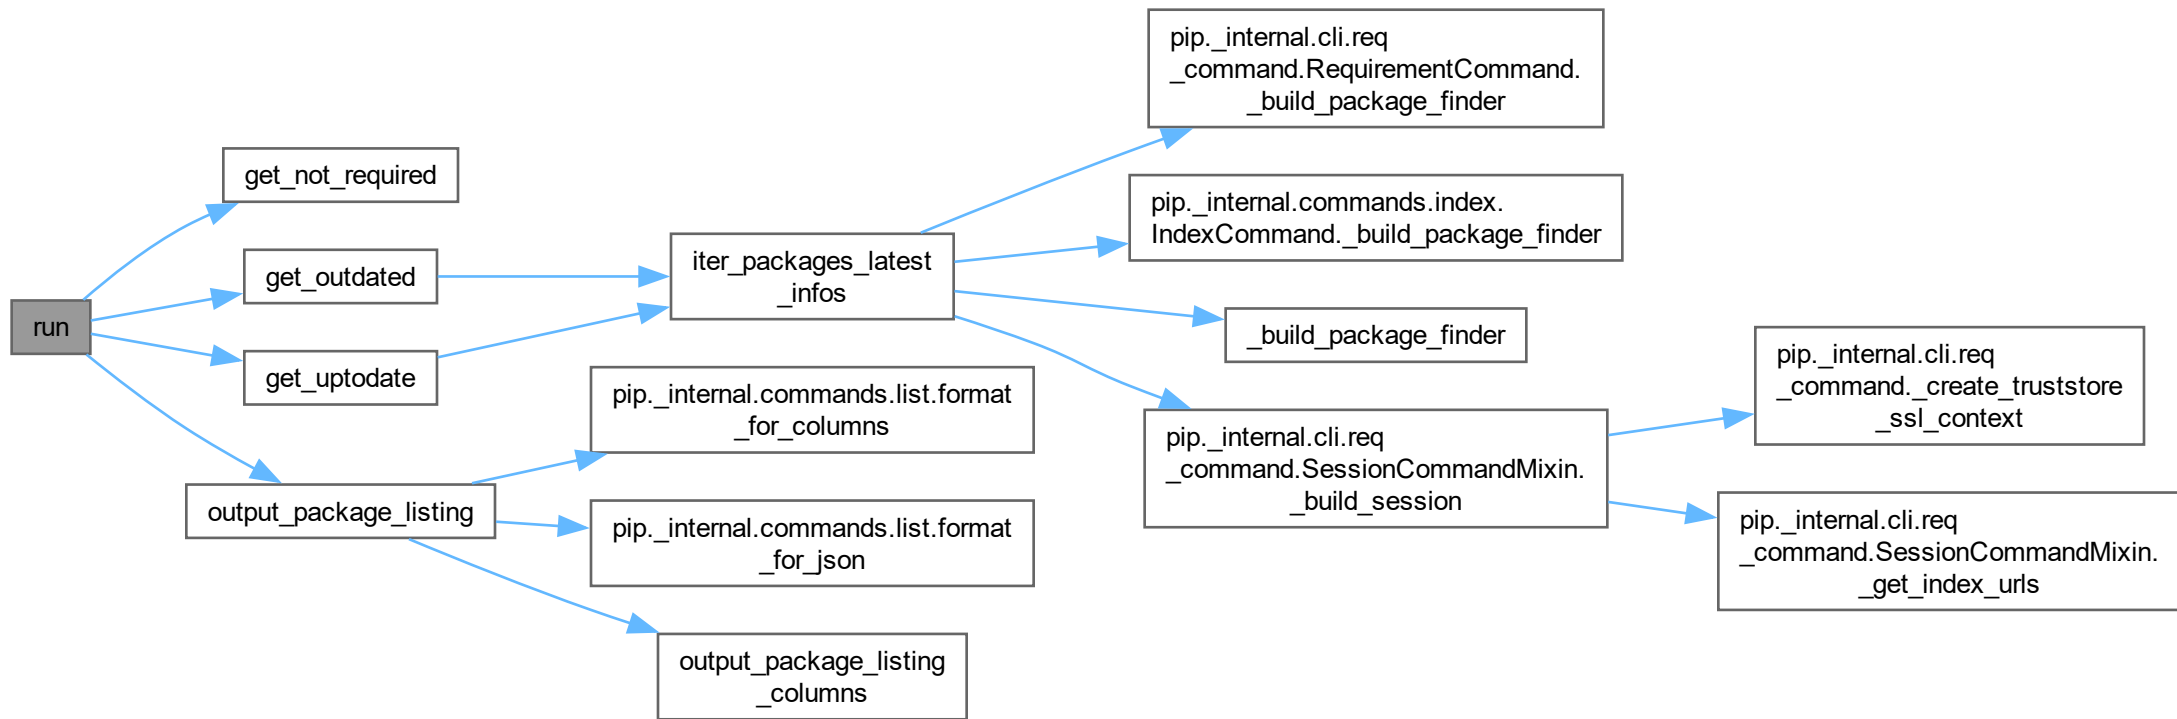 run
get_not_required
get_outdated
get_uptodate
output_package_listing
iter_packages_latest
_infos
pip._internal.commands.list.format
_for_columns
pip._internal.commands.list.format
_for_json
output_package_listing
_columns
pip._internal.cli.req
_command.RequirementCommand.
_build_package_finder
pip._internal.commands.index.
IndexCommand._build_package_finder
_build_package_finder
pip._internal.cli.req
_command.SessionCommandMixin.
_build_session
pip._internal.cli.req
_command._create_truststore
_ssl_context
pip._internal.cli.req
_command.SessionCommandMixin.
_get_index_urls